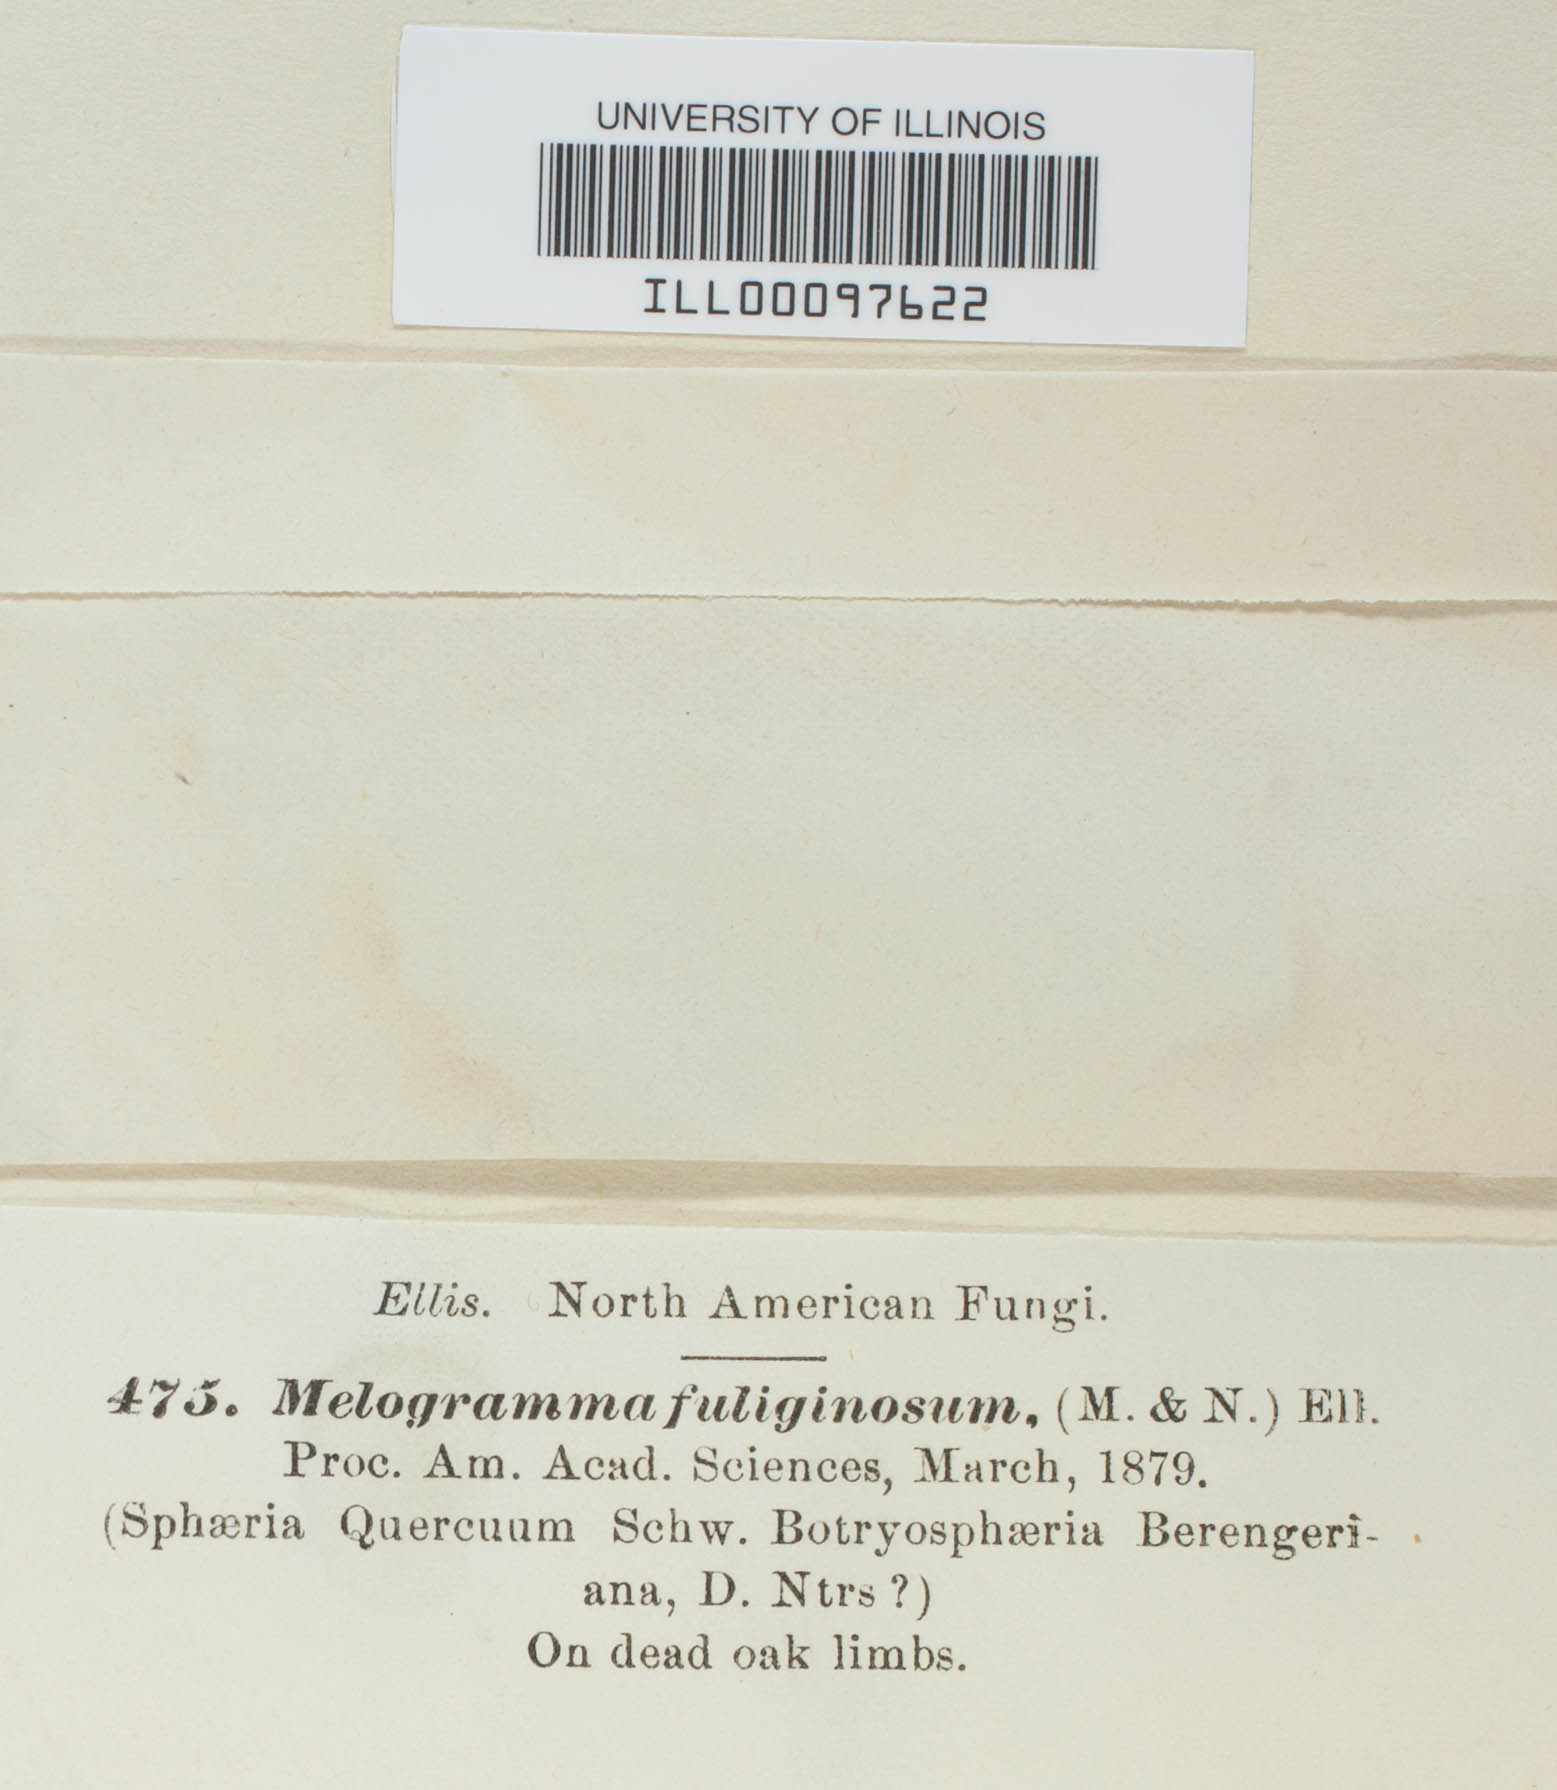 UNIVERSITY OF ILLINOIS
ILL00097622
Ellis. North American Fungi.
475. Melogramma fuliginosum, (M. & N.) Ell.
Proc. Am. Acad. Sciences, March, 1879.
(Sphæria Quercuum Schw. Botryosphæria Berengeri-
ana, D. Ntrs ?)
On dead oak limbs.